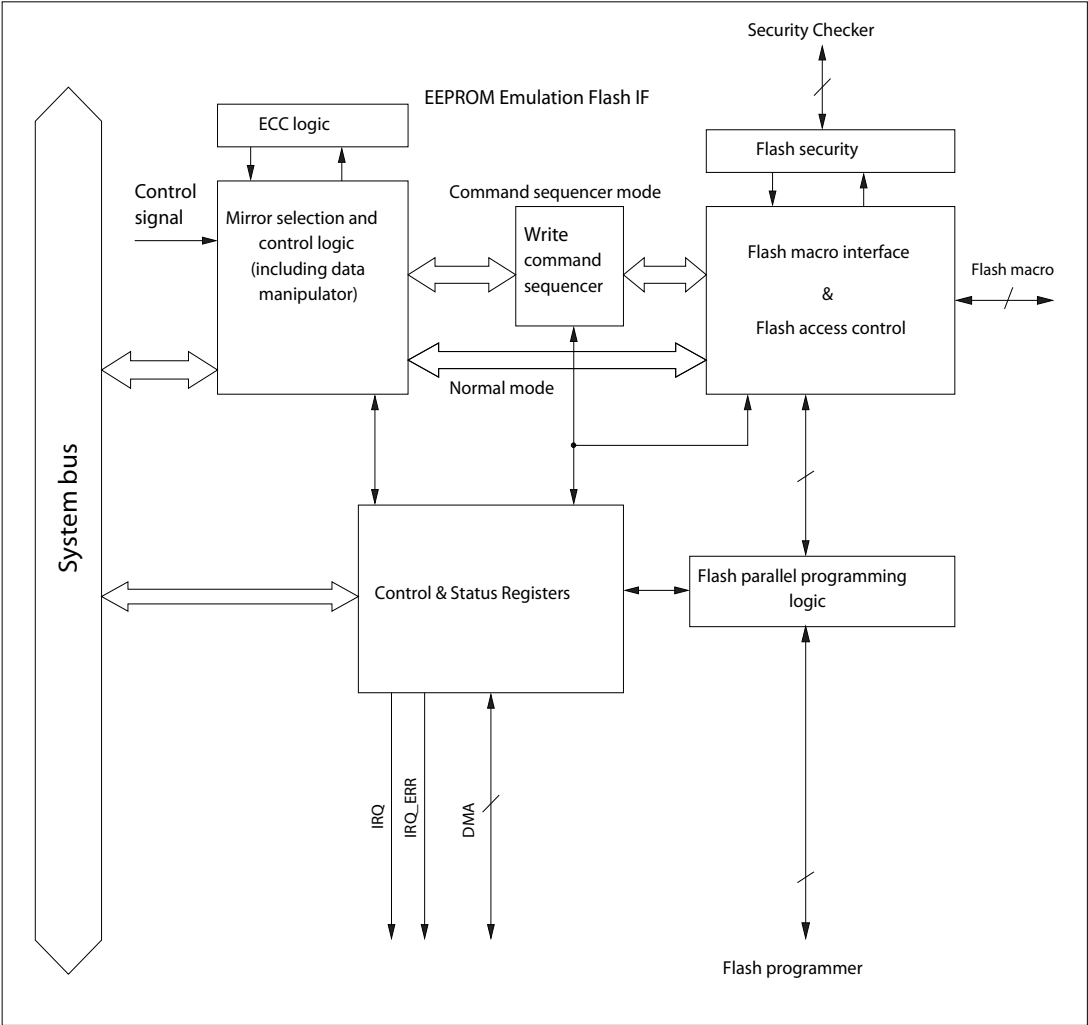 Security Checker
EEPROM Emulation Flash IF
ECC logic
Flash security
Control
signal
Mirror selection and
control logic
(including data
manipulator)
Command sequencer mode
Write
command
sequencer
Flash macro interface
&
Flash access control
Flash macro
Normal mode
System bus
Control & Status Registers
Flash parallel programming
logic
IRQ
IRQ_ERR
DMA
Flash programmer